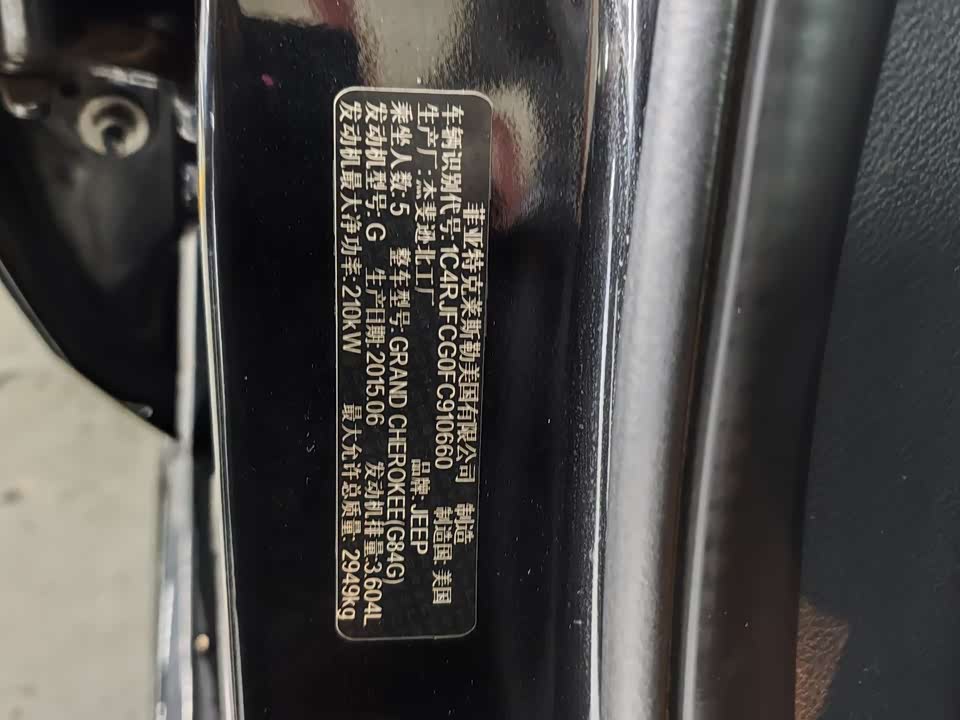 菲亚特克莱斯勒美国有限公司 制造
车辆识别代号: 1C4RJFCG0FC910660 制造国: 美国
生产厂: 杰斐逊北工厂 品牌: JEEP
乘坐人数: 5 整车型号: GRAND CHEROKEE(G84G)
发动机型号: G 生产日期: 2015.06 发动机排量: 3.604L
发动机最大净功率: 210kW 最大允许总质量: 2949kg